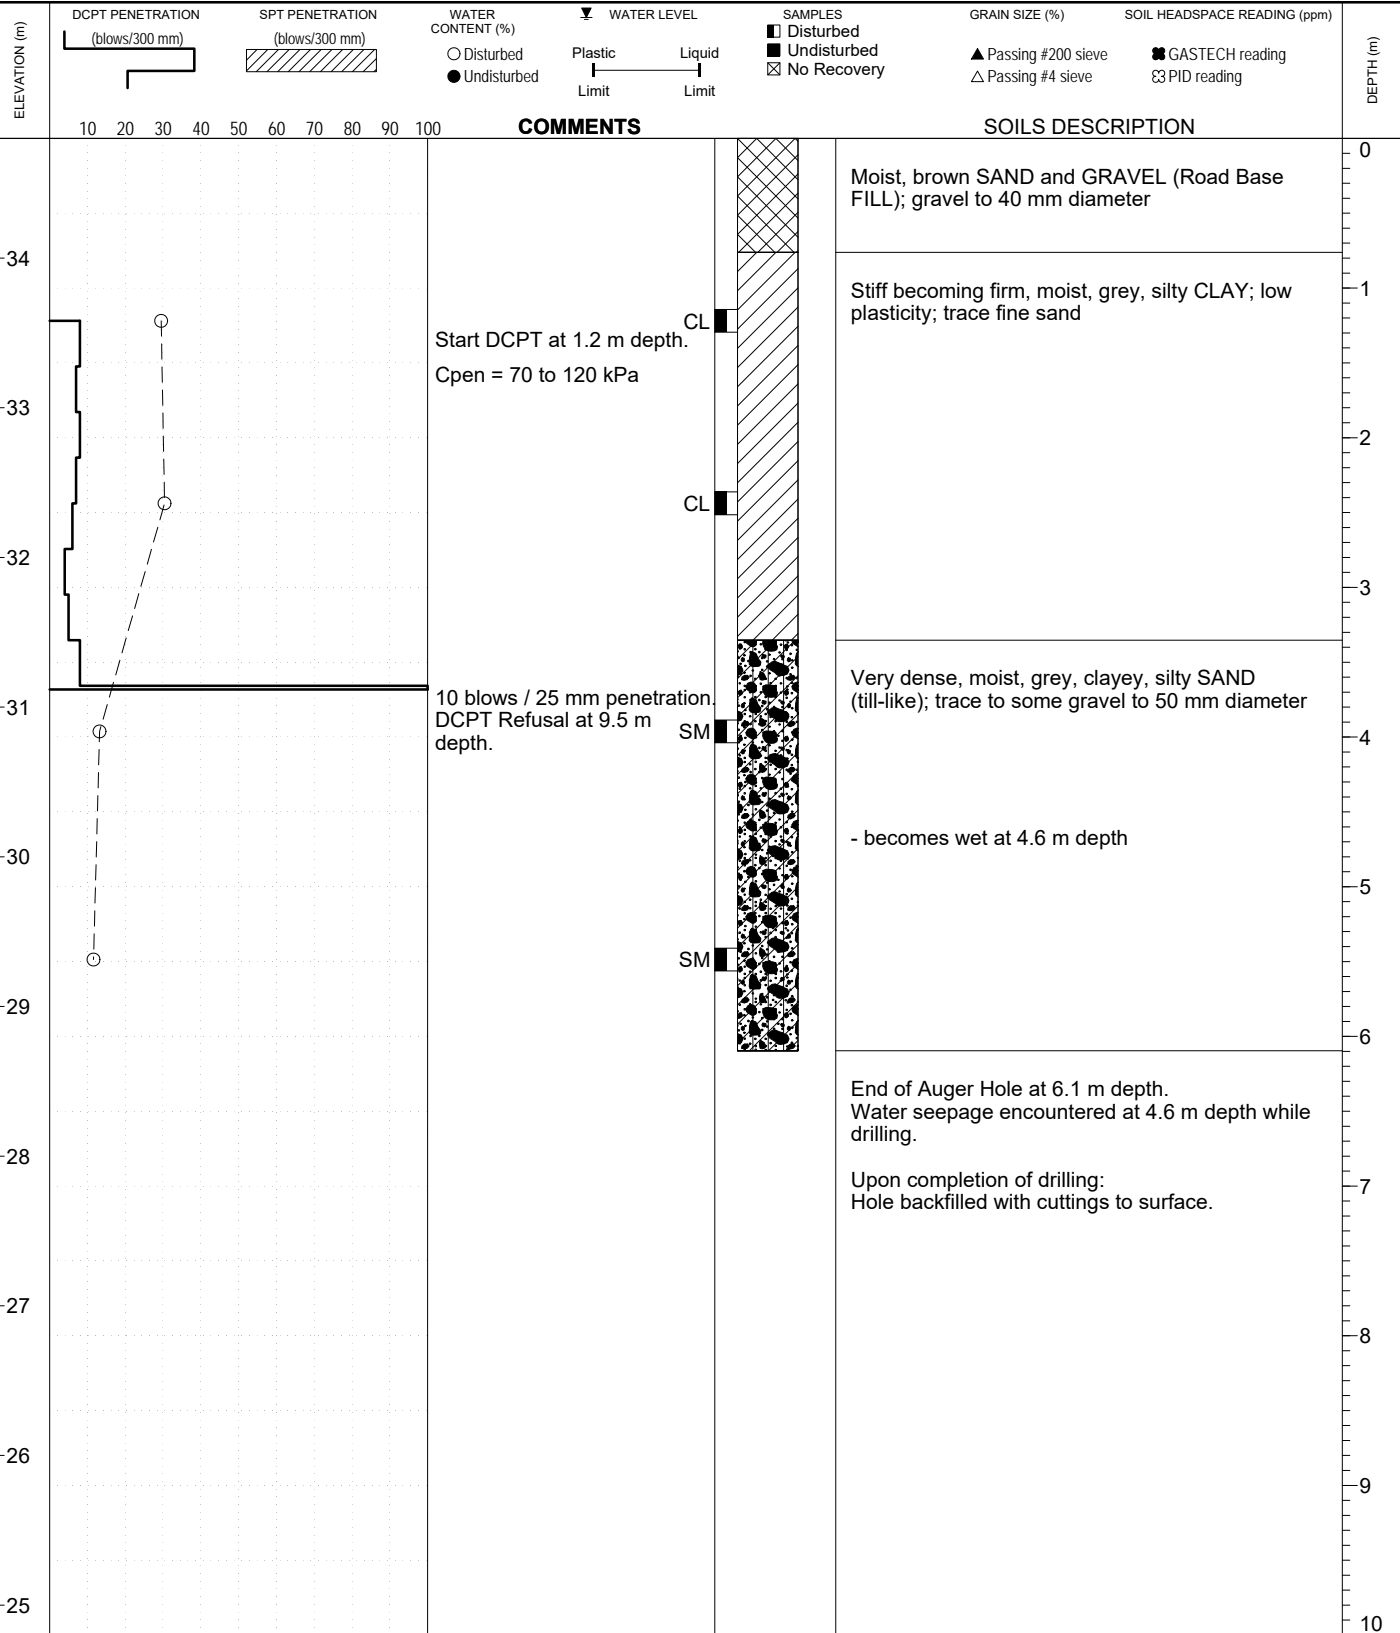 ELEVATION (m)
DCPT PENETRATION
(blows/300 mm)
SPT PENETRATION
(blows/300 mm)
WATER
CONTENT (%)
Disturbed
Undisturbed
WATER LEVEL
Plastic Liquid
Limit Limit
SAMPLES
Disturbed
Undisturbed
No Recovery
GRAIN SIZE (%)
Passing #200 sieve
Passing #4 sieve
SOIL HEADSPACE READING (ppm)
GASTECH reading
PID reading
DEPTH (m)
10 20 30 40 50 60 70 80 90 100
COMMENTS
SOILS DESCRIPTION
0
Moist, brown SAND and GRAVEL (Road Base
FILL); gravel to 40 mm diameter
34
1
Stiff becoming firm, moist, grey, silty CLAY; low
plasticity; trace fine sand
CL
Start DCPT at 1.2 m depth.
Cpen = 70 to 120 kPa
33
2
CL
32
3
Very dense, moist, grey, clayey, silty SAND
(till-like); trace to some gravel to 50 mm diameter
31
10 blows / 25 mm penetration.
DCPT Refusal at 9.5 m
depth.
SM
4
- becomes wet at 4.6 m depth
30
5
SM
29
6
End of Auger Hole at 6.1 m depth.
Water seepage encountered at 4.6 m depth while
drilling.
28
Upon completion of drilling:
Hole backfilled with cuttings to surface.
7
27
8
26
9
25
10